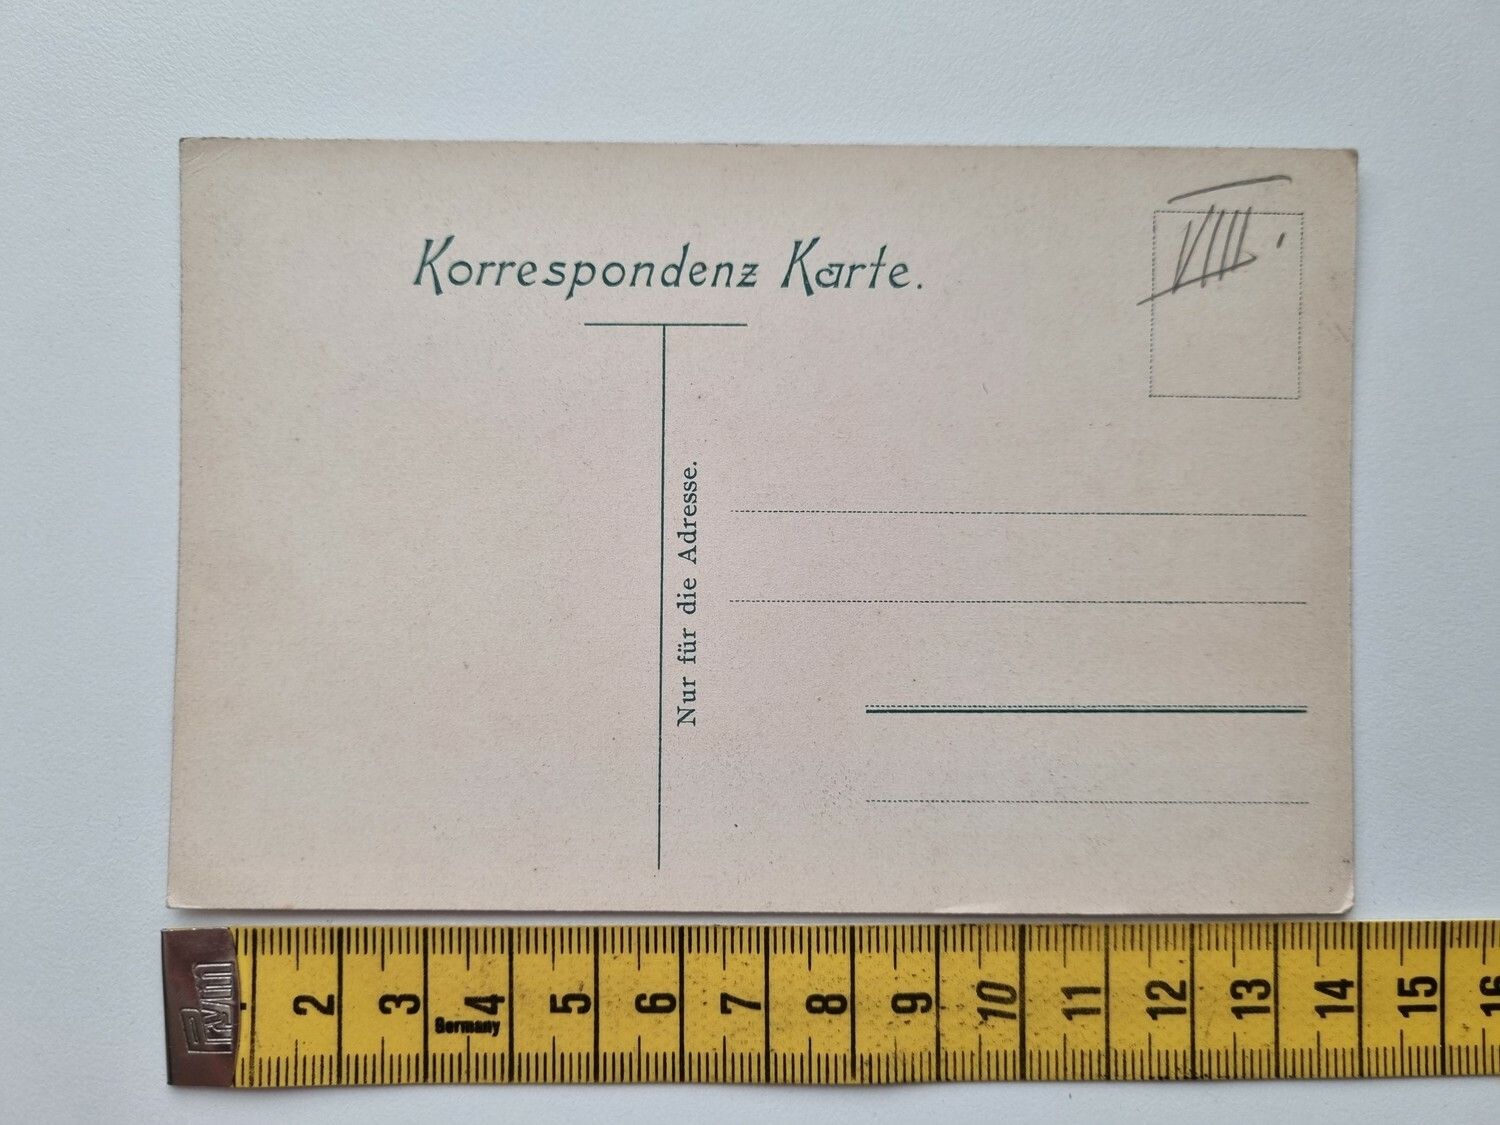 Korrespondenz Karte.
VIII.
Nur für die Adresse.
Prym
2 3 4 5 6 7 8 9 10 11 12 13 14 15 16
Germany